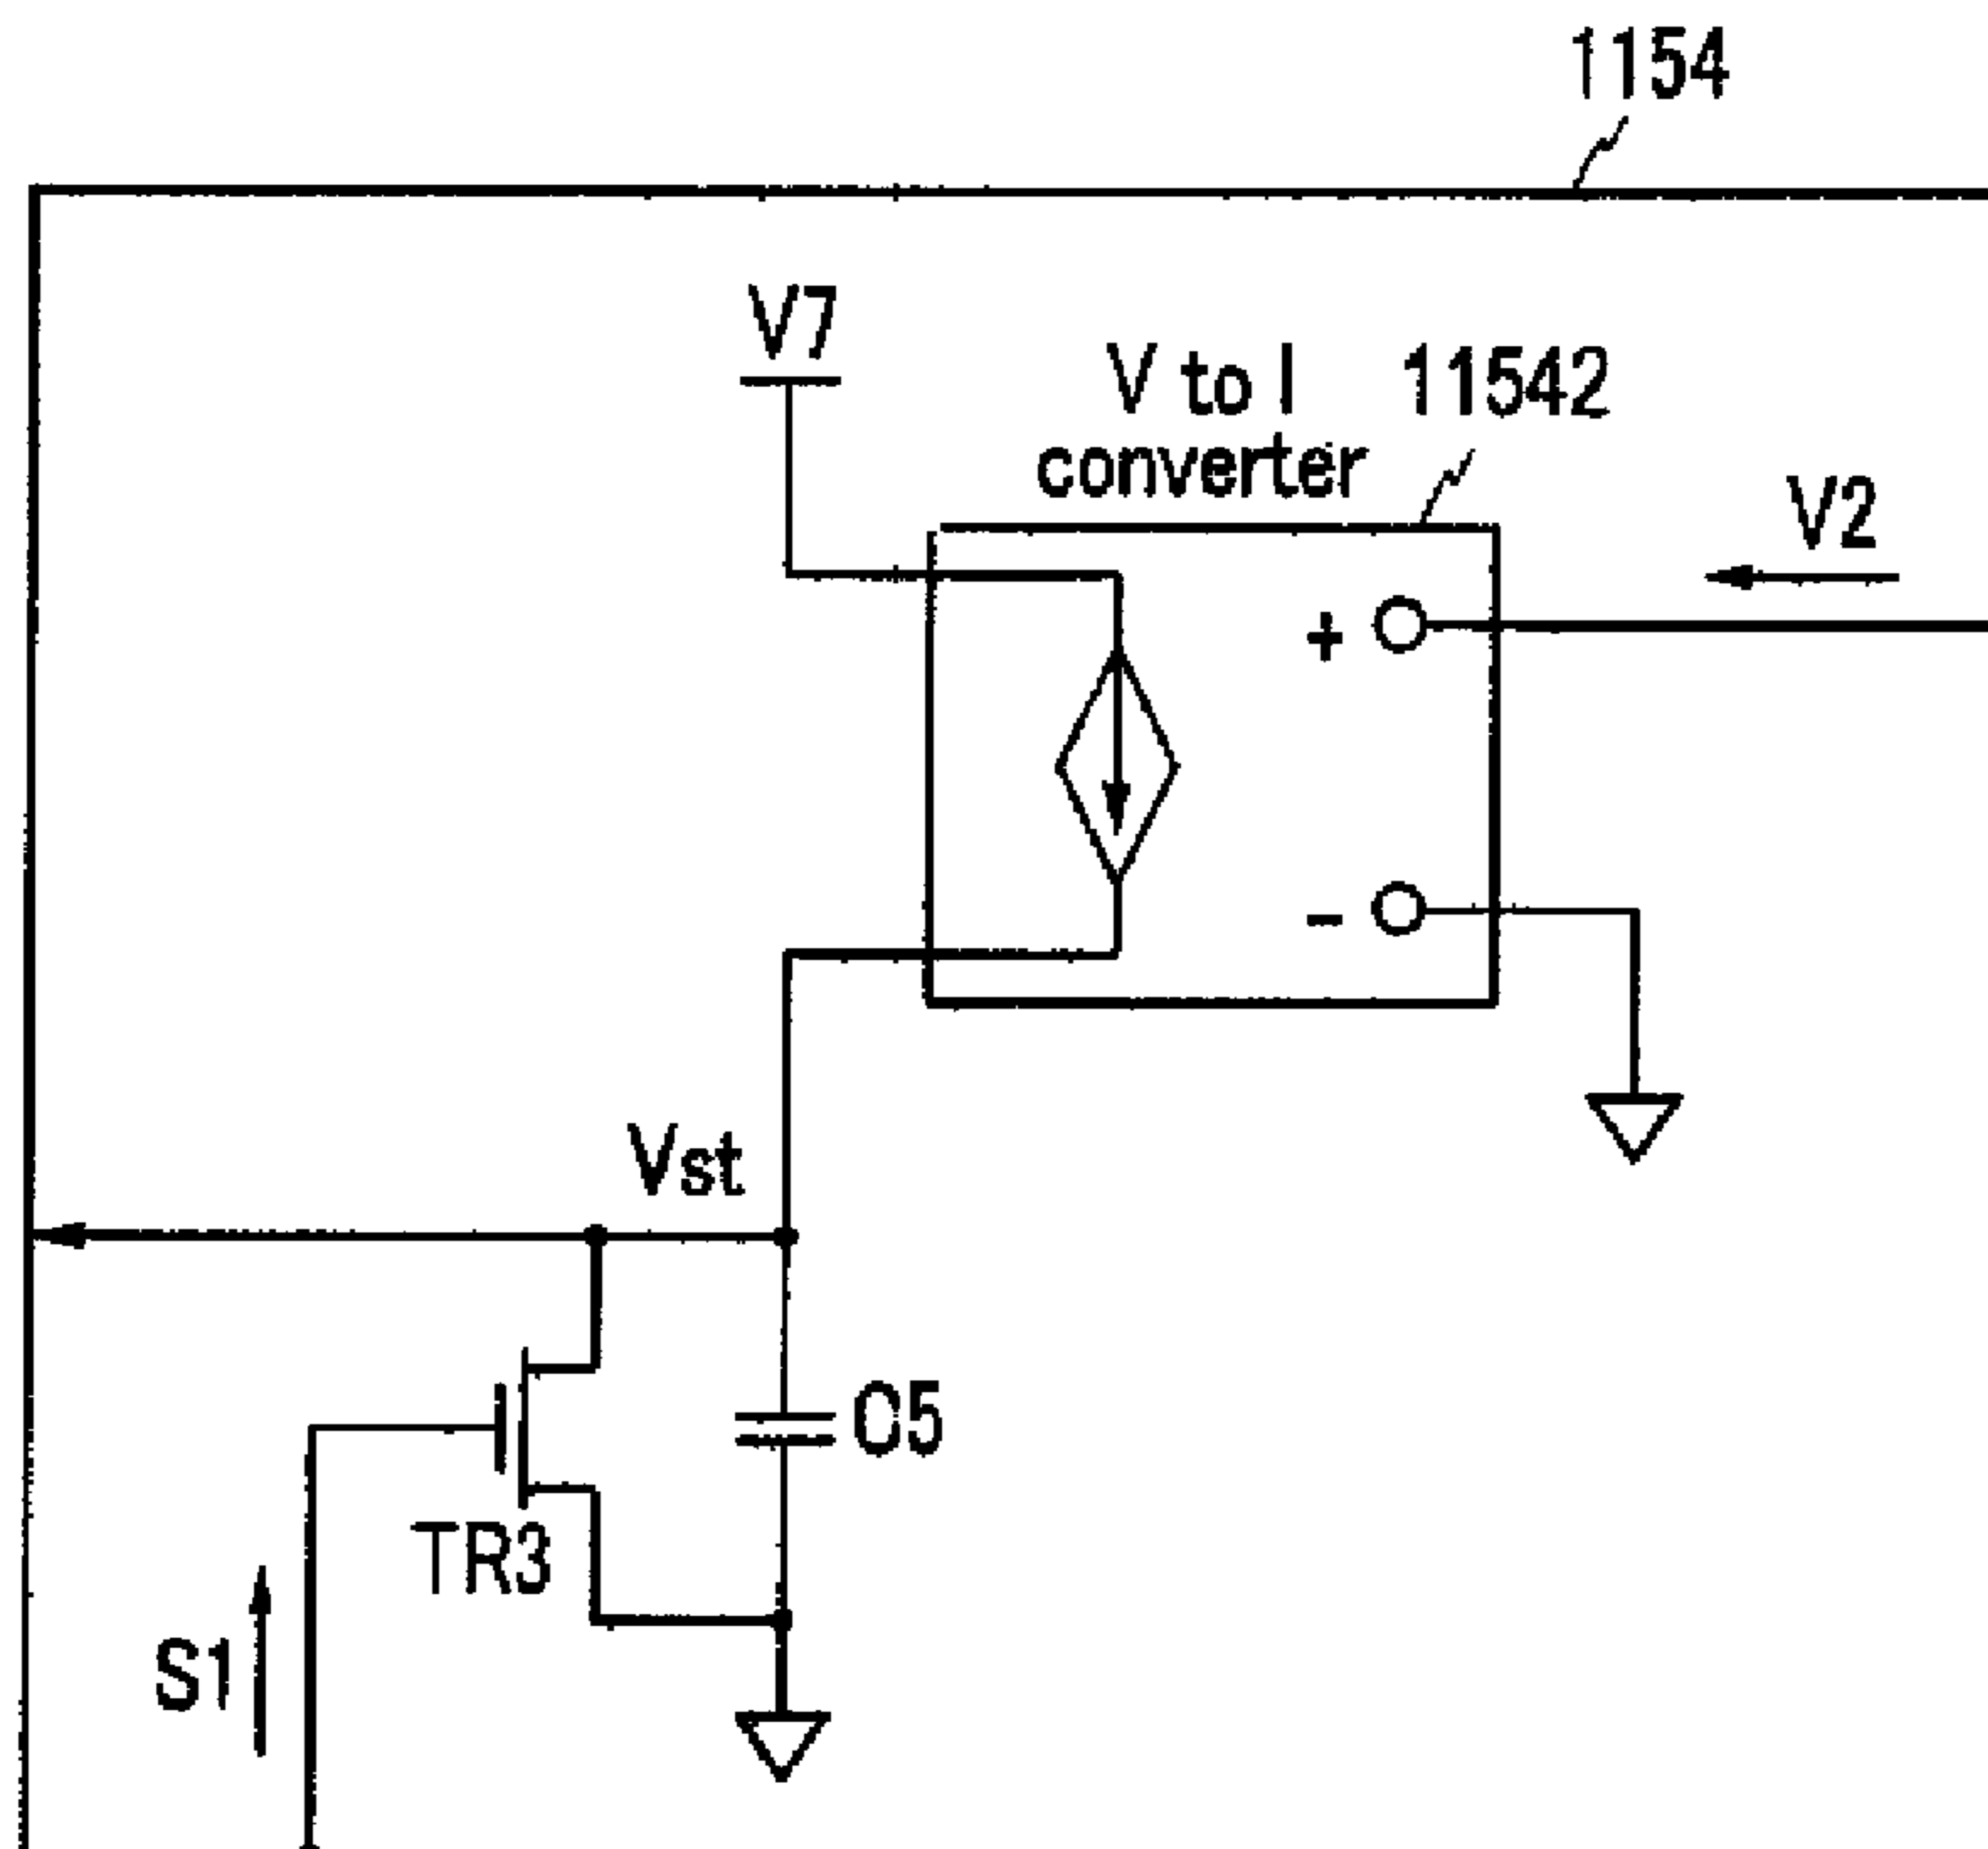 1154
V7
V to I 11542
converter
V2
+
-
Vst
C5
TR3
S1